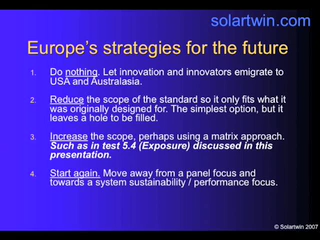 solartwin.com
Europe's strategies for the future
1. Do nothing. Let innovation and innovators emigrate to
USA and Australasia.
2. Reduce the scope of the standard so it only fits what it
was originally designed for. The simplest option, but it
leaves a hole to be filled.
3. Increase the scope, perhaps using a matrix approach.
Such as in test 5.4 (Exposure) discussed in this
presentation.
4. Start again. Move away from a panel focus and
towards a system sustainability / performance focus.
© Solartwin 2007